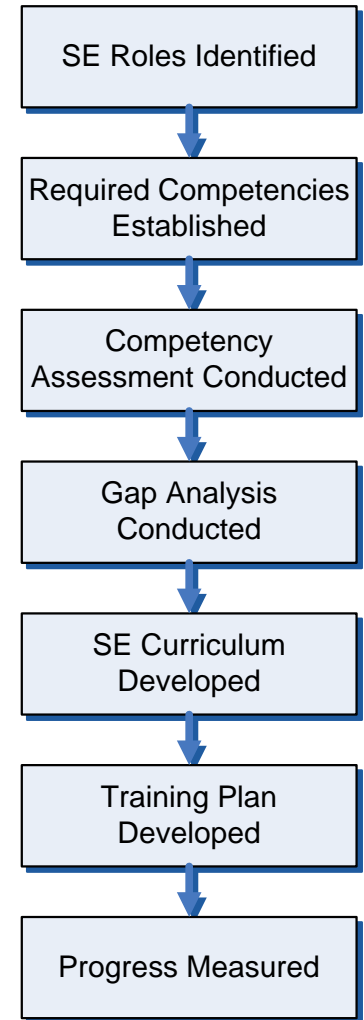 SE Roles Identified
Required Competencies
Established
Competency
Assessment Conducted
Gap Analysis
Conducted
SE Curriculum
Developed
Training Plan
Developed
Progress Measured